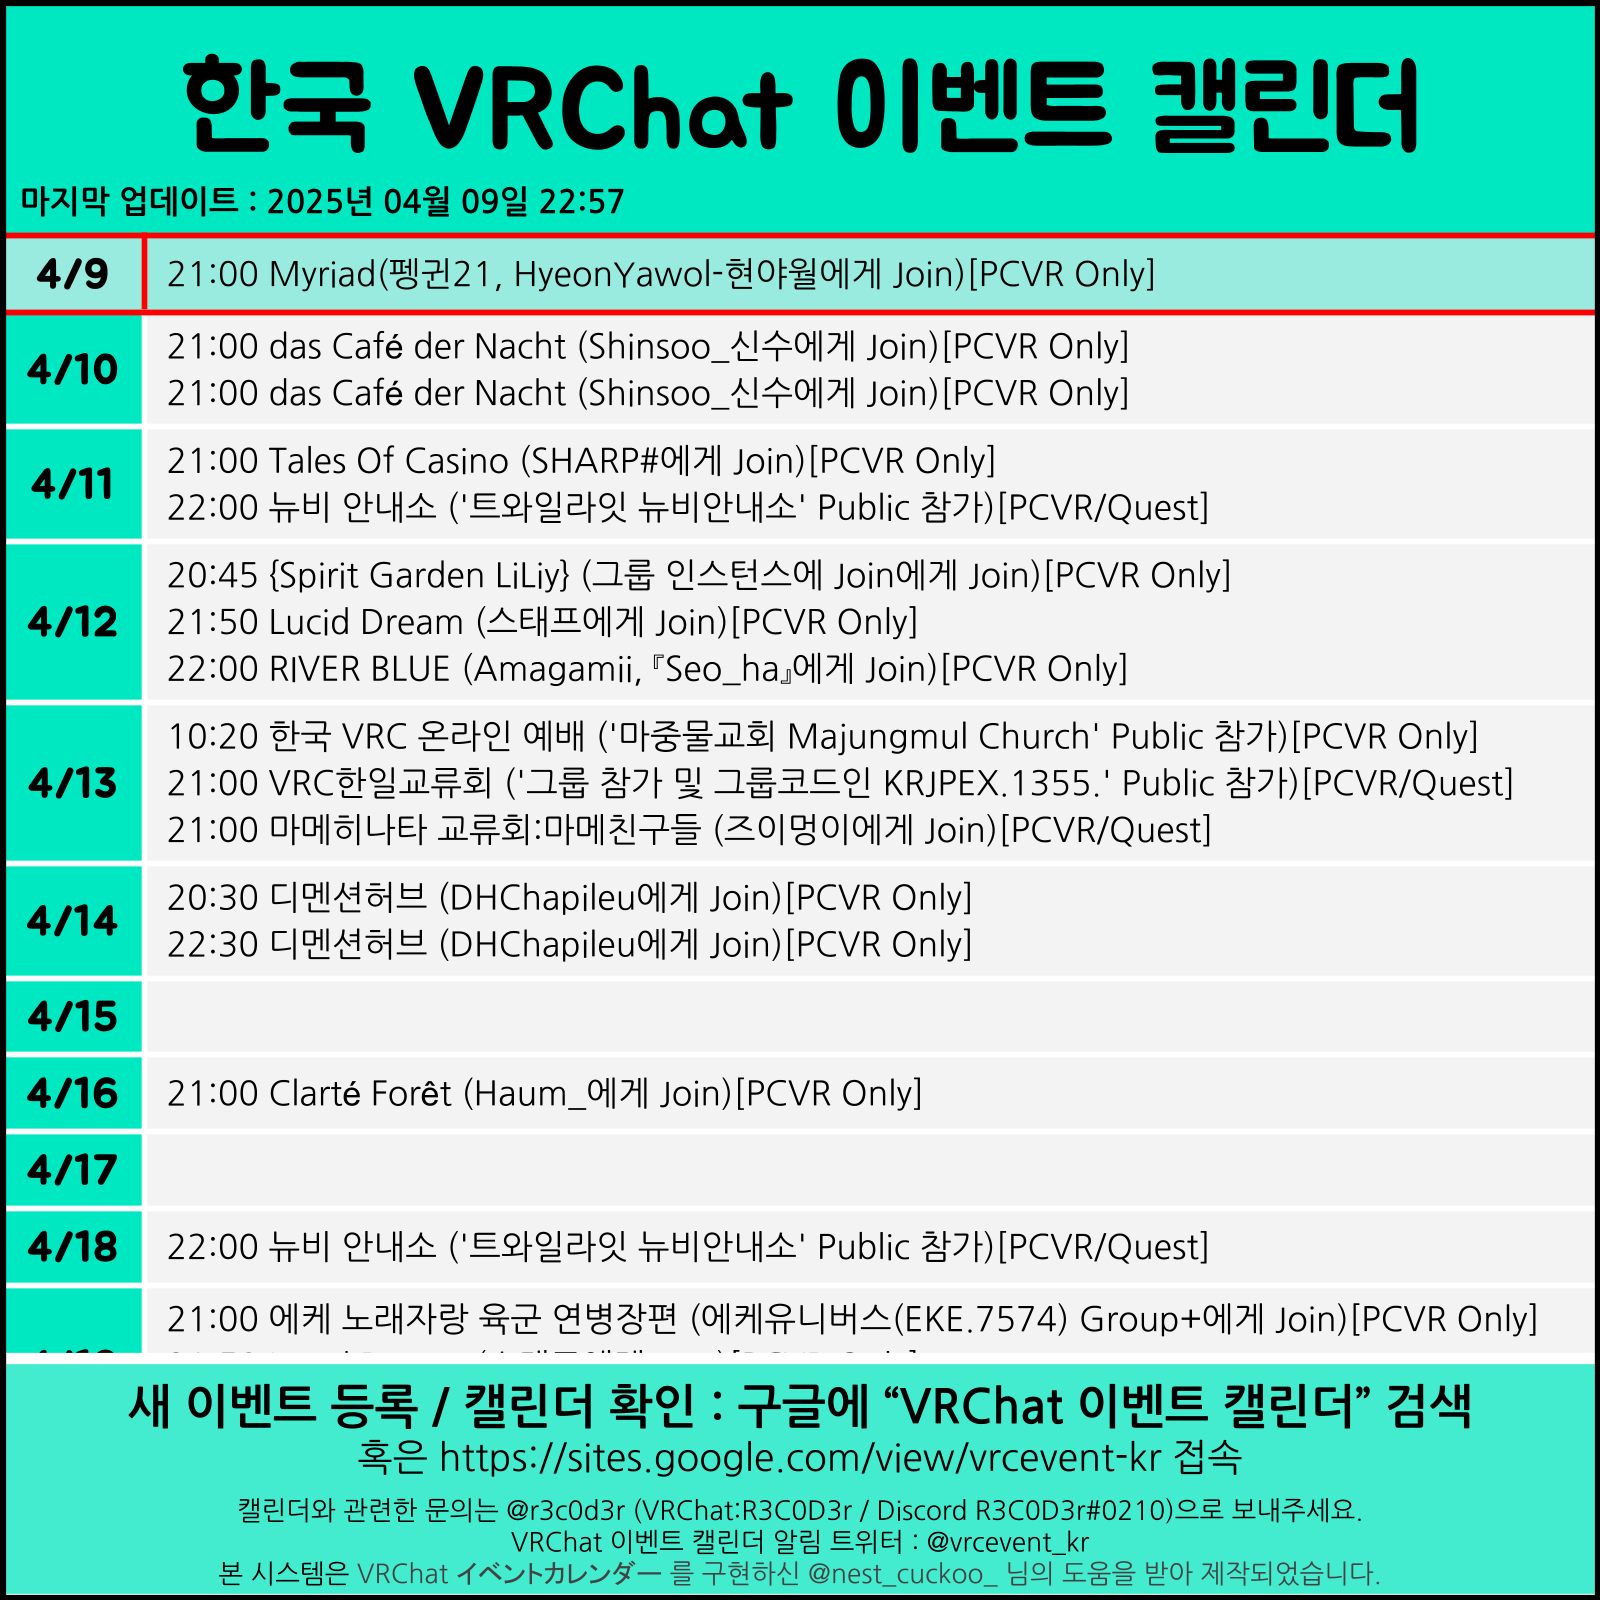 한국 VRChat 이벤트 캘린더
마지막 업데이트 : 2025년 04월 09일 22:57
4/9
21:00 Myriad(펭귄21, HyeonYawol-현야월에게 Join)[PCVR Only]
4/10
21:00 das Café der Nacht (Shinsoo_신수에게 Join)[PCVR Only]
21:00 das Café der Nacht (Shinsoo_신수에게 Join)[PCVR Only]
4/11
21:00 Tales Of Casino (SHARP#에게 Join)[PCVR Only]
22:00 뉴비 안내소 ('트와일라잇 뉴비안내소' Public 참가)[PCVR/Quest]
4/12
20:45 {Spirit Garden LiLiy} (그룹 인스턴스에 Join에게 Join)[PCVR Only]
21:50 Lucid Dream (스태프에게 Join)[PCVR Only]
22:00 RIVER BLUE (Amagamii, 『Seo_ha』에게 Join)[PCVR Only]
4/13
10:20 한국 VRC 온라인 예배 ('마중물교회 Majungmul Church' Public 참가)[PCVR Only]
21:00 VRC한일교류회 ('그룹 참가 및 그룹코드인 KRJPEX.1355.' Public 참가)[PCVR/Quest]
21:00 마메히나타 교류회:마메친구들 (즈이멍이에게 Join)[PCVR/Quest]
4/14
20:30 디멘션허브 (DHChapileu에게 Join)[PCVR Only]
22:30 디멘션허브 (DHChapileu에게 Join)[PCVR Only]
4/15
4/16
21:00 Clarté Forêt (Haum_에게 Join)[PCVR Only]
4/17
4/18
22:00 뉴비 안내소 ('트와일라잇 뉴비안내소' Public 참가)[PCVR/Quest]
21:00 에케 노래자랑 육군 연병장편 (에케유니버스(EKE.7574) Group+에게 Join)[PCVR Only]
새 이벤트 등록 / 캘린더 확인 : 구글에 “VRChat 이벤트 캘린더” 검색
혹은 https://sites.google.com/view/vrcevent-kr 접속
캘린더와 관련한 문의는 @r3c0d3r (VRChat:R3C0D3r / Discord R3C0D3r#0210)으로 보내주세요.
VRChat 이벤트 캘린더 알림 트위터 : @vrcevent_kr
본 시스템은 VRChat イベントカレンダー 를 구현하신 @nest_cuckoo_ 님의 도움을 받아 제작되었습니다.